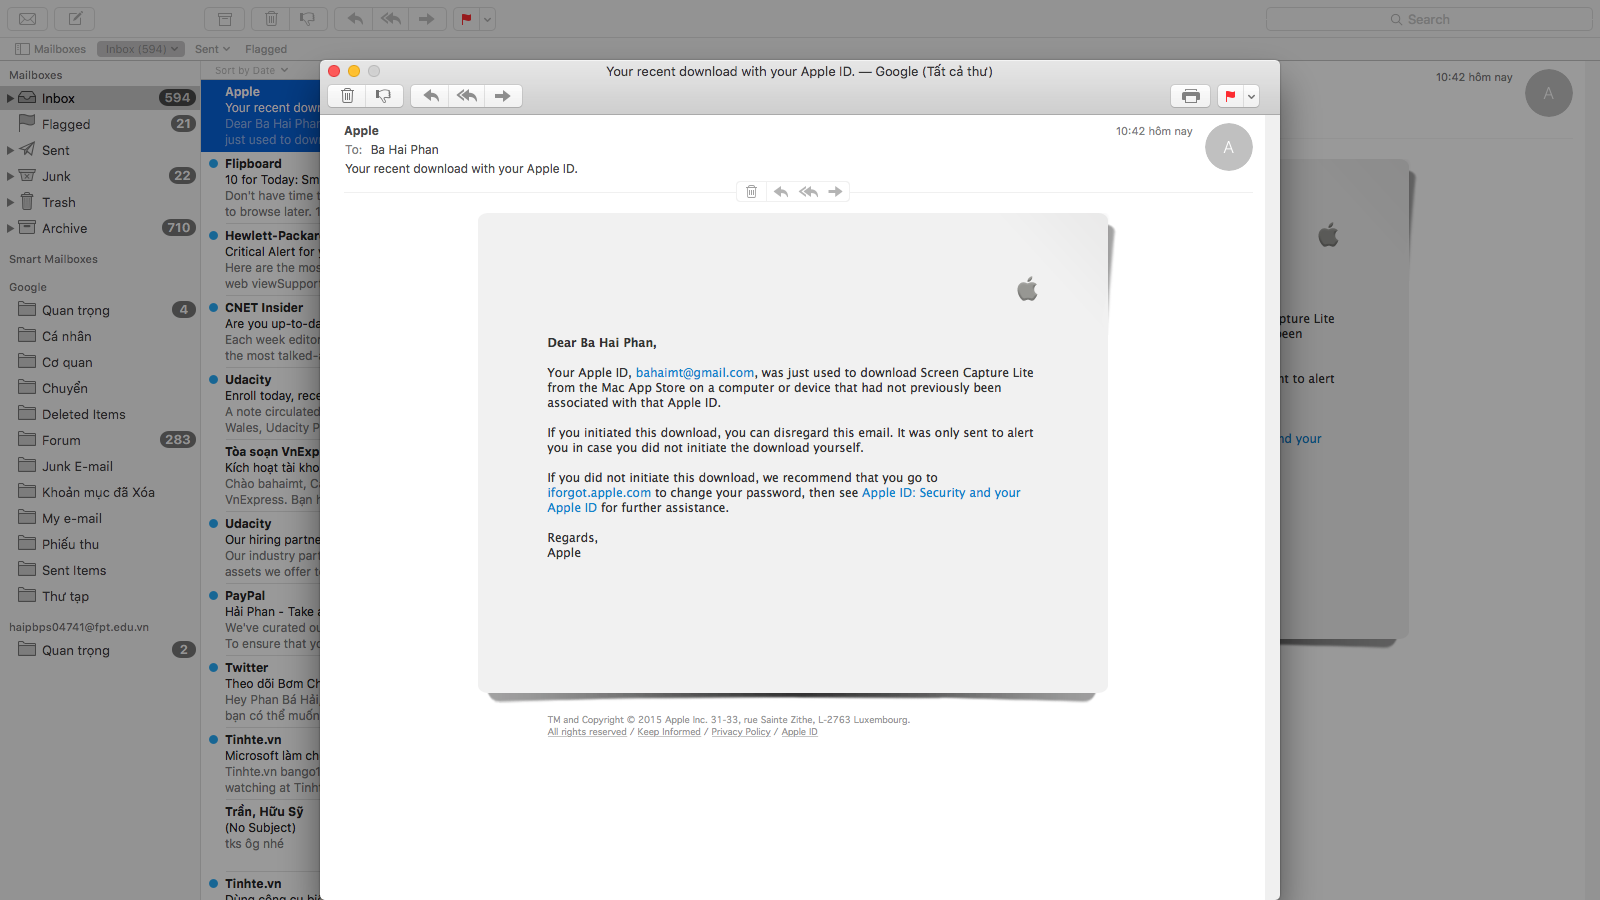 Search
Mailboxes
Inbox (594)
Sent
Flagged
Mailboxes
Inbox 594
Flagged 21
Sent
Junk 22
Trash
Archive 710
Smart Mailboxes
Google
Quan trọng 4
Cá nhân
Cơ quan
Chuyển
Deleted Items
Forum 283
Junk E-mail
Khoản mục đã Xóa
My e-mail
Phiếu thu
Sent Items
Thư tạp
haipbps04741@fpt.edu.vn
Quan trọng 2
Sort by Date
Apple
Your recent dow
Dear Ba Hai Phan
just used to dow
Flipboard
10 for Today: Sm
Don't have time t
to browse later. 1
Hewlett-Packar
Critical Alert for y
Here are the mos
web viewSuppor
CNET Insider
Are you up-to-da
Each week editor
the most talked-a
Udacity
Enroll today, rece
A note circulated
Wales, Udacity P
Tòa soạn VnExp
Kích hoạt tài kho
Chào bahaimt, Cả
VnExpress. Bạn h
Udacity
Our hiring partne
Our industry part
assets we offer t
PayPal
Hải Phan - Take a
We've curated ou
To ensure that yo
Twitter
Theo dõi Bơm Ch
Hey Phan Bá Hải
bạn có thể muốn
Tinhte.vn
Microsoft làm ch
Tinhte.vn bango1
watching at Tinh
Trần, Hữu Sỹ
(No Subject)
tks ôg nhé
Tinhte.vn
Your recent download with your Apple ID. — Google (Tất cả thư)
Apple
10:42 hôm nay
A
To: Ba Hai Phan
Your recent download with your Apple ID.
Dear Ba Hai Phan,
Your Apple ID, bahaimt@gmail.com, was just used to download Screen Capture Lite
from the Mac App Store on a computer or device that had not previously been
associated with that Apple ID.
If you initiated this download, you can disregard this email. It was only sent to alert
you in case you did not initiate the download yourself.
If you did not initiate this download, we recommend that you go to
iforgot.apple.com to change your password, then see Apple ID: Security and your
Apple ID for further assistance.
Regards,
Apple
TM and Copyright © 2015 Apple Inc. 31-33, rue Sainte Zithe, L-2763 Luxembourg.
All rights reserved / Keep Informed / Privacy Policy / Apple ID
10:42 hôm nay
A
pture Lite
een
nt to alert
nd your